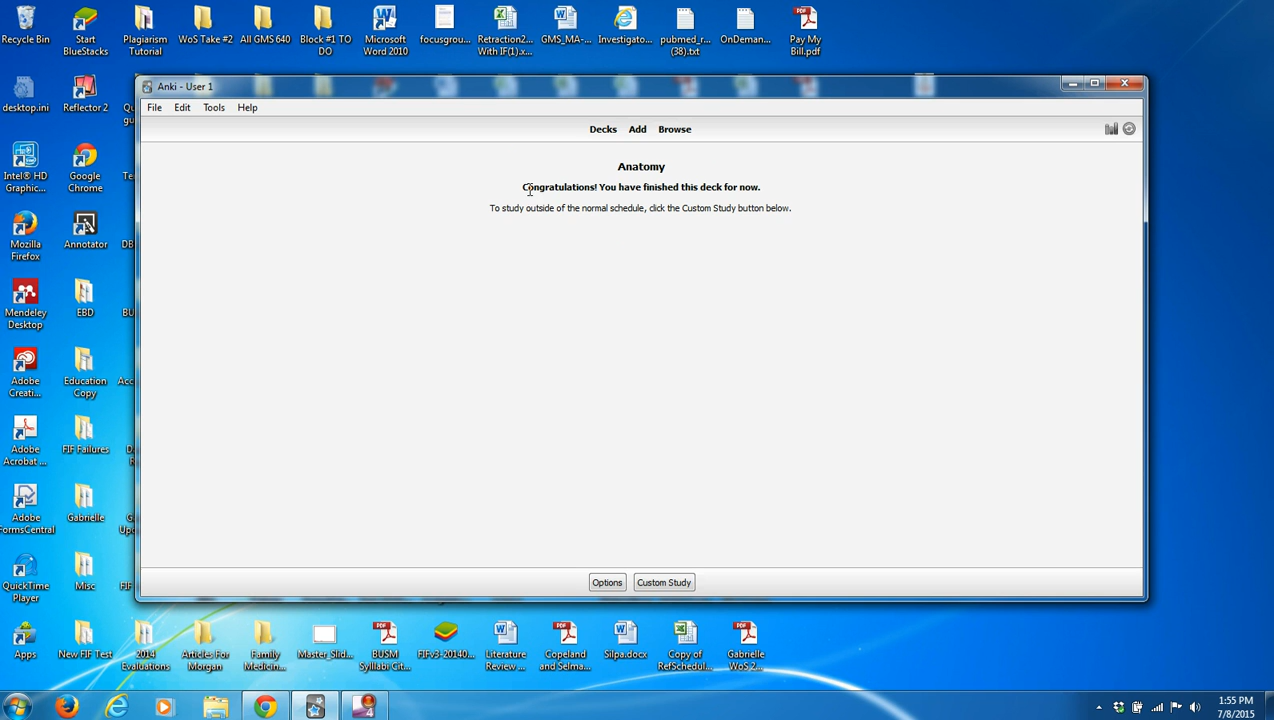 Recycle Bin
Start
BlueStacks
Plagiarism
Tutorial
WoS Take #2
All GMS 640
Block #1 TO
DO
Microsoft
Word 2010
focusgrou...
Retraction2...
With IF(1).x...
GMS_MA-...
Investigato...
pubmed_r...
(38).txt
OnDeman...
Pay My
Bill.pdf
desktop.ini
Reflector 2
Anki - User 1
File
Edit
Tools
Help
Decks
Add
Browse
Anatomy
Congratulations! You have finished this deck for now.
To study outside of the normal schedule, click the Custom Study button below.
Options
Custom Study
Intel® HD
Graphic...
Google
Chrome
Mozilla
Firefox
Annotator
Mendeley
Desktop
EBD
Adobe
Creati...
Education
Copy
Adobe
Acrobat ...
FIF Failures
Adobe
FormsCentral
Gabrielle
QuickTime
Player
Misc
Apps
New FIF Test
2014
Evaluations
Articles For
Morgan
Family
Medicin...
Master_Slid...
BUSM
Sylllabi Cit...
FIFv3-20140...
Literature
Review ...
Copeland
and Selma...
Silpa.docx
Copy of
RefSchedul...
Gabrielle
WoS 2...
1:55 PM
7/8/2015